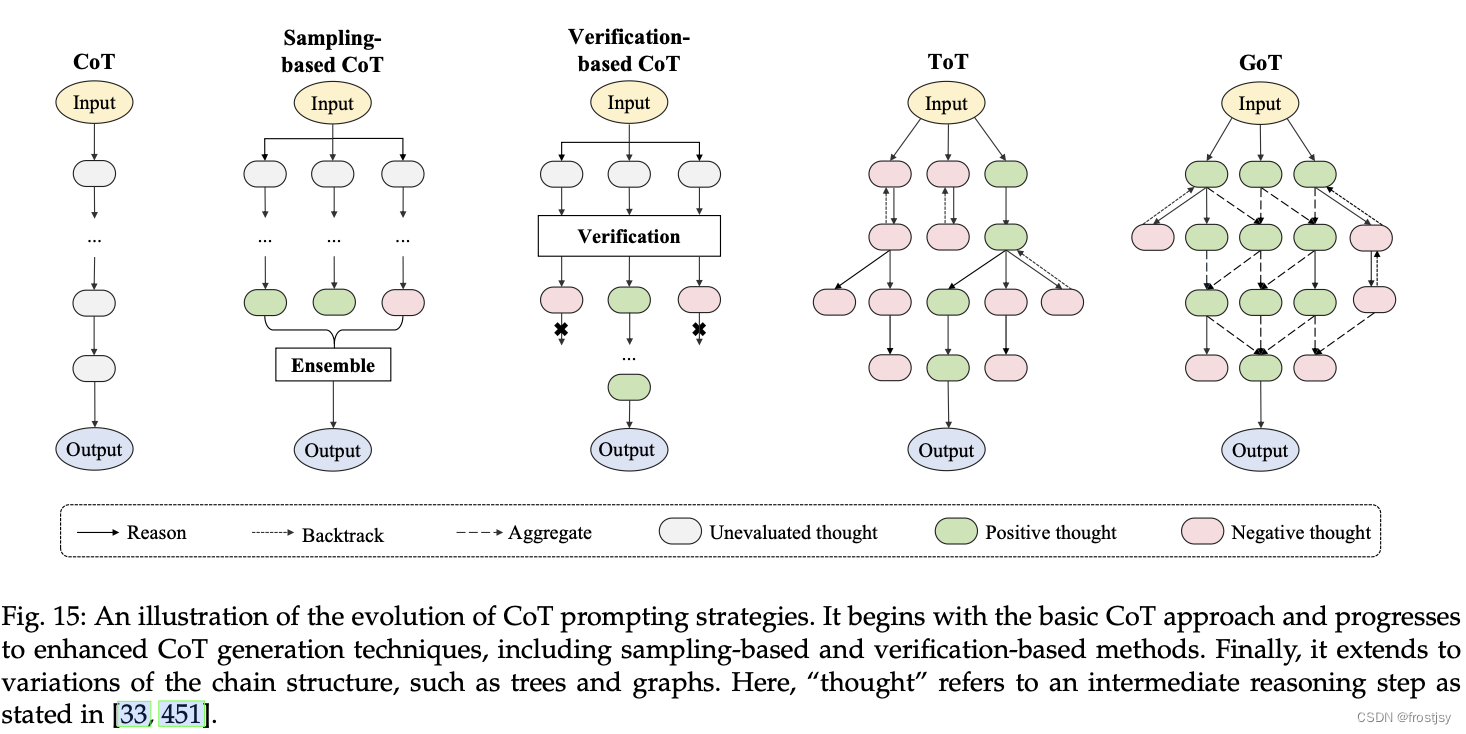 CoT
Input
...
Output
Sampling-
based CoT
Input
... ... ...
Ensemble
Output
Verification-
based CoT
Input
Verification
...
Output
ToT
Input
Output
GoT
Input
Output
Reason
Backtrack
Aggregate
Unevaluated thought
Positive thought
Negative thought
Fig. 15: An illustration of the evolution of CoT prompting strategies. It begins with the basic CoT approach and progresses
to enhanced CoT generation techniques, including sampling-based and verification-based methods. Finally, it extends to
variations of the chain structure, such as trees and graphs. Here, “thought” refers to an intermediate reasoning step as
stated in [33, 451].
CSDN @frostjsy